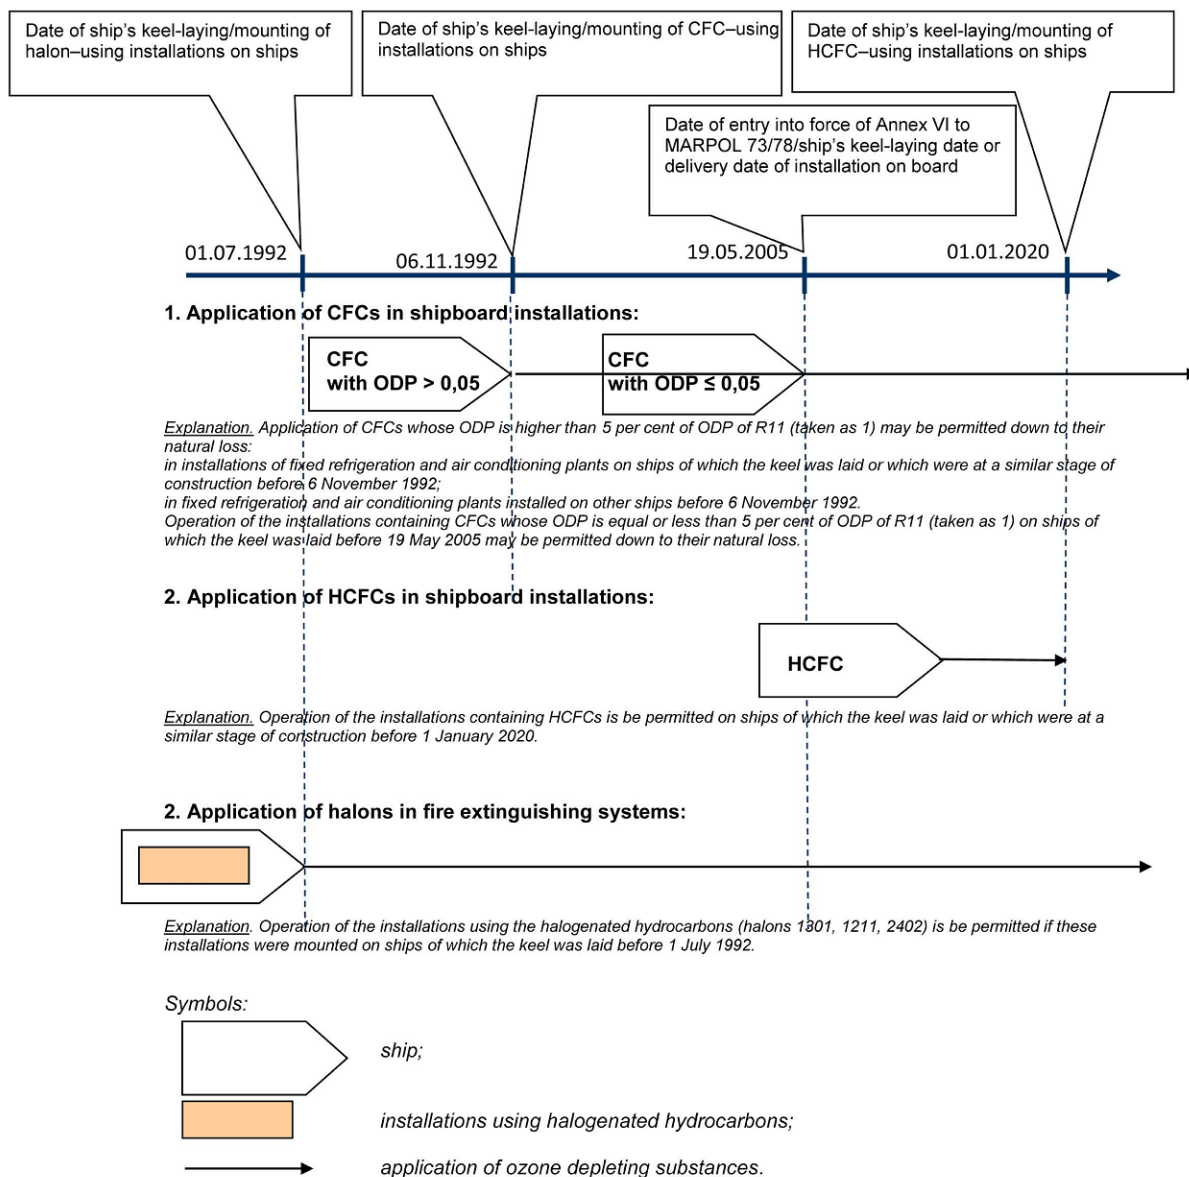 Date of ship's keel-laying/mounting of
halon–using installations on ships
Date of ship's keel-laying/mounting of CFC–using
installations on ships
Date of ship's keel-laying/mounting of
HCFC–using installations on ships
Date of entry into force of Annex VI to
MARPOL 73/78/ship's keel-laying date or
delivery date of installation on board
01.07.1992
06.11.1992
19.05.2005
01.01.2020
1. Application of CFCs in shipboard installations:
CFC
with ODP > 0,05
CFC
with ODP ≤ 0,05
Explanation. Application of CFCs whose ODP is higher than 5 per cent of ODP of R11 (taken as 1) may be permitted down to their
natural loss:
in installations of fixed refrigeration and air conditioning plants on ships of which the keel was laid or which were at a similar stage of
construction before 6 November 1992;
in fixed refrigeration and air conditioning plants installed on other ships before 6 November 1992.
Operation of the installations containing CFCs whose ODP is equal or less than 5 per cent of ODP of R11 (taken as 1) on ships of
which the keel was laid before 19 May 2005 may be permitted down to their natural loss.
2. Application of HCFCs in shipboard installations:
HCFC
Explanation. Operation of the installations containing HCFCs is be permitted on ships of which the keel was laid or which were at a
similar stage of construction before 1 January 2020.
2. Application of halons in fire extinguishing systems:
Explanation. Operation of the installations using the halogenated hydrocarbons (halons 1301, 1211, 2402) is be permitted if these
installations were mounted on ships of which the keel was laid before 1 July 1992.
Symbols:
ship;
installations using halogenated hydrocarbons;
application of ozone depleting substances.